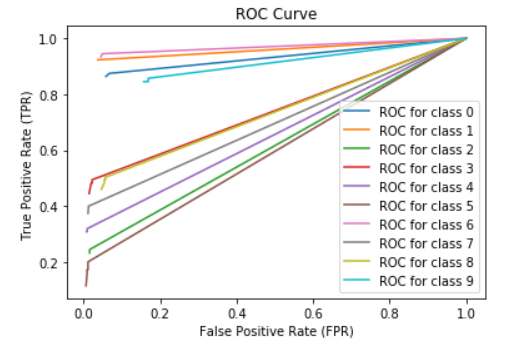 ROC Curve
1.0
0.8
0.6
0.4
0.2
True Positive Rate (TPR)
ROC for class 0
ROC for class 1
ROC for class 2
ROC for class 3
ROC for class 4
ROC for class 5
ROC for class 6
ROC for class 7
ROC for class 8
ROC for class 9
0.0 0.2 0.4 0.6 0.8 1.0
False Positive Rate (FPR)